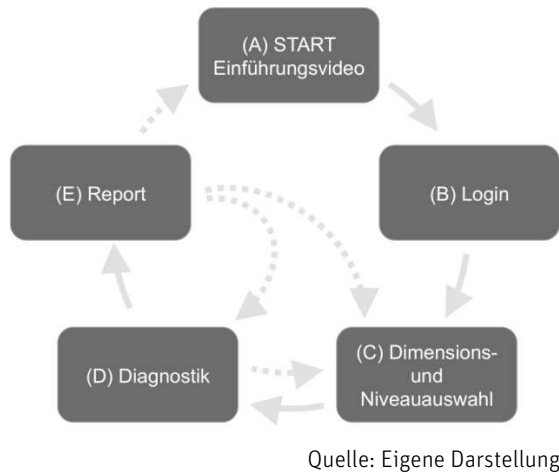 (A) START
Einführungsvideo
(B) Login
(C) Dimensions-
und
Niveauauswahl
(D) Diagnostik
(E) Report
Quelle: Eigene Darstellung